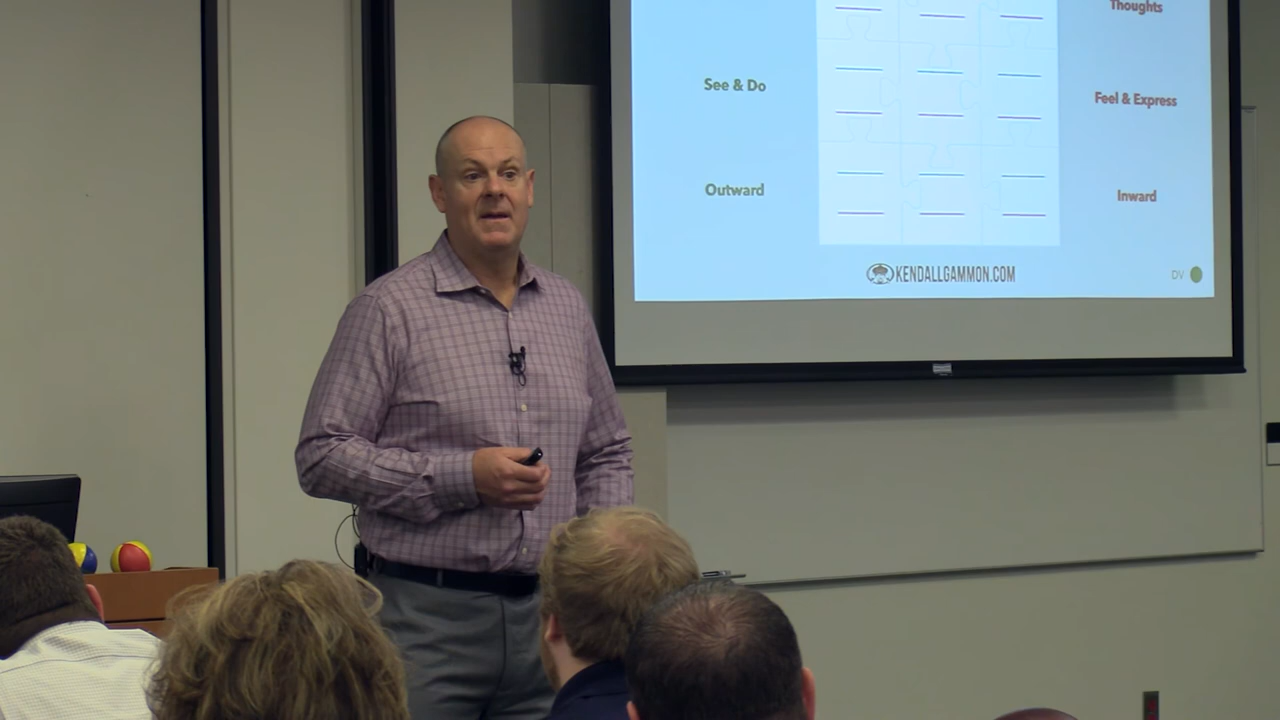 Thoughts
See & Do
Feel & Express
Outward
Inward
KENDALLGAMMON.COM
DV